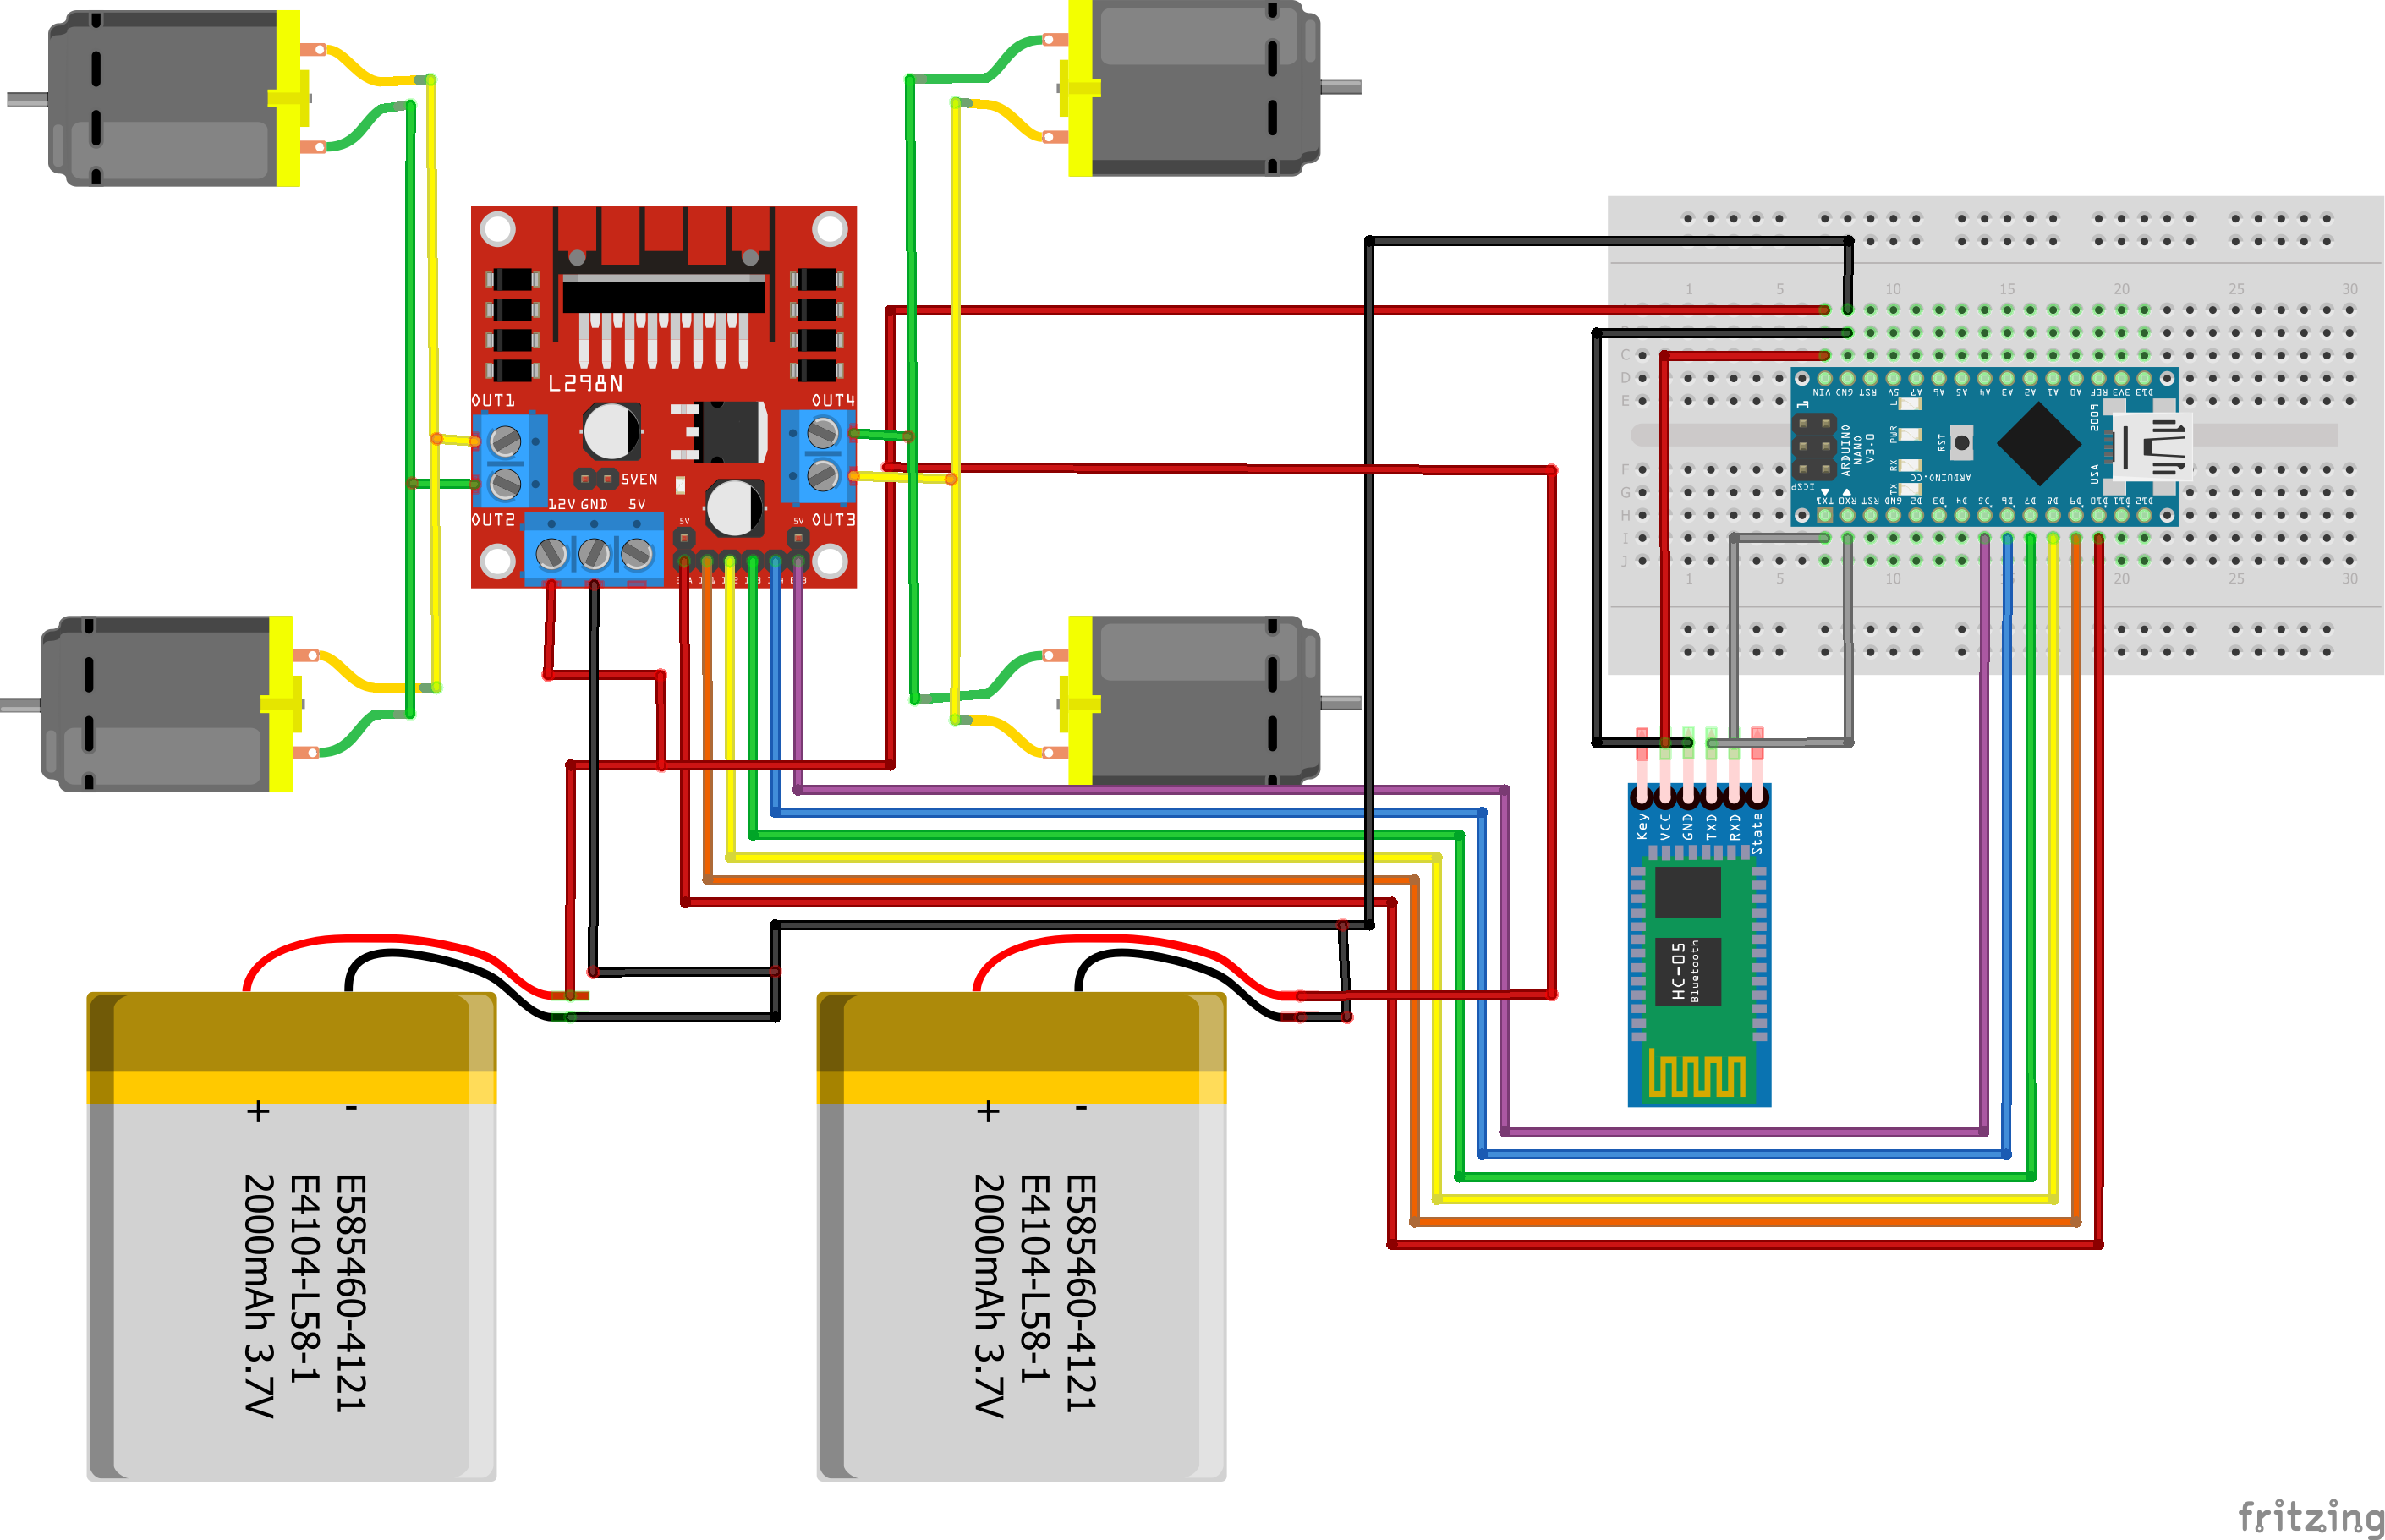 L298N
OUT1
OUT4
5VEN
12V GND 5V
OUT2
OUT3
5V
5V
1 5 10 15 20 25 30
C
D
E
F
G
H
I
J
1 5 10 15 20 25 30
VIN GND RST 5V A7 A6 A5 A4 A3 A2 A1 A0 REF 3V3 D13
1
L
PWR
RX
TX
RST
ARDUINO
NANO
V3.0
ARDUINO.CC
ICSP
2009
USA
TX1 RX0 RST GND D2 D3 D4 D5 D6 D7 D8 D9 D10 D11 D12
Key
VCC
GND
TXD
RXD
State
HC-05
Bluetooth
+ -
E585460-4121
E4104-L58-1
2000mAh 3.7V
+ -
E585460-4121
E4104-L58-1
2000mAh 3.7V
fritzing